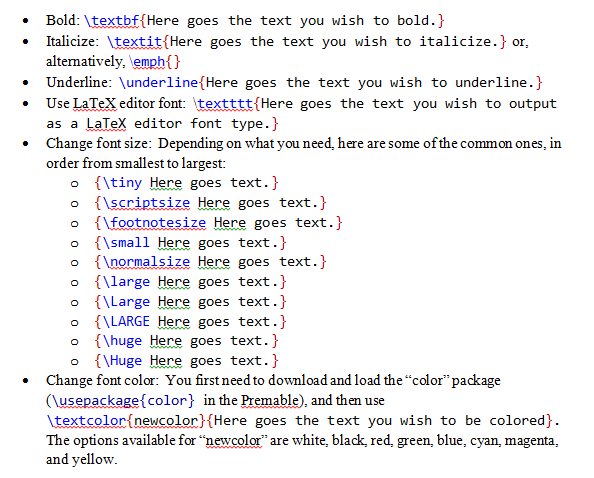 • Bold: \textbf{Here goes the text you wish to bold.}
• Italicize: \textit{Here goes the text you wish to italicize.} or,
alternatively, \emph{}
• Underline: \underline{Here goes the text you wish to underline.}
• Use LaTeX editor font: \textttt{Here goes the text you wish to output
as a LaTeX editor font type.}
• Change font size: Depending on what you need, here are some of the common ones, in
order from smallest to largest:
o {\tiny Here goes text.}
o {\scriptsize Here goes text.}
o {\footnotesize Here goes text.}
o {\small Here goes text.}
o {\normalsize Here goes text.}
o {\large Here goes text.}
o {\Large Here goes text.}
o {\LARGE Here goes text.}
o {\huge Here goes text.}
o {\Huge Here goes text.}
• Change font color: You first need to download and load the “color” package
(\usepackage{color} in the Premable), and then use
\textcolor{newcolor}{Here goes the text you wish to be colored}.
The options available for “newcolor” are white, black, red, green, blue, cyan, magenta,
and yellow.